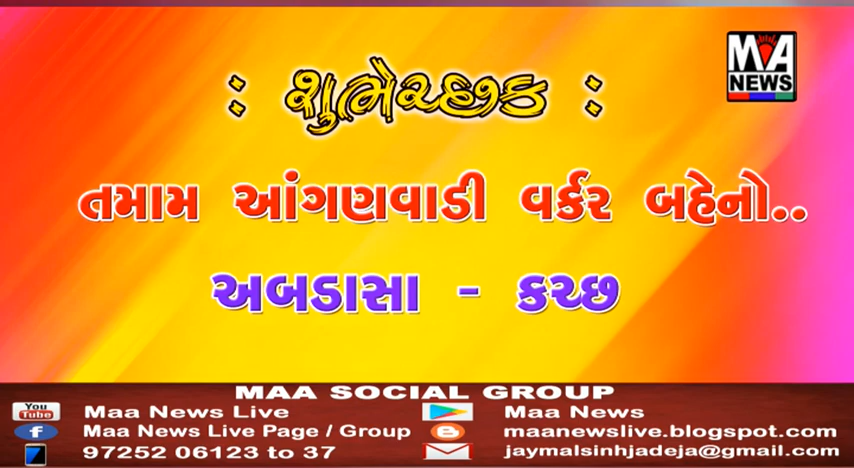 : શુભેચ્છક :
MAA
NEWS
તમામ આંગણવાડી વર્કર બહેનો..
અબડાસા - કચ્છ
MAA SOCIAL GROUP
You Tube Maa News Live
Maa News
f Maa News Live Page / Group
maanewslive.blogspot.com
97252 06123 to 37
jaymalsinhjadeja@gmail.com